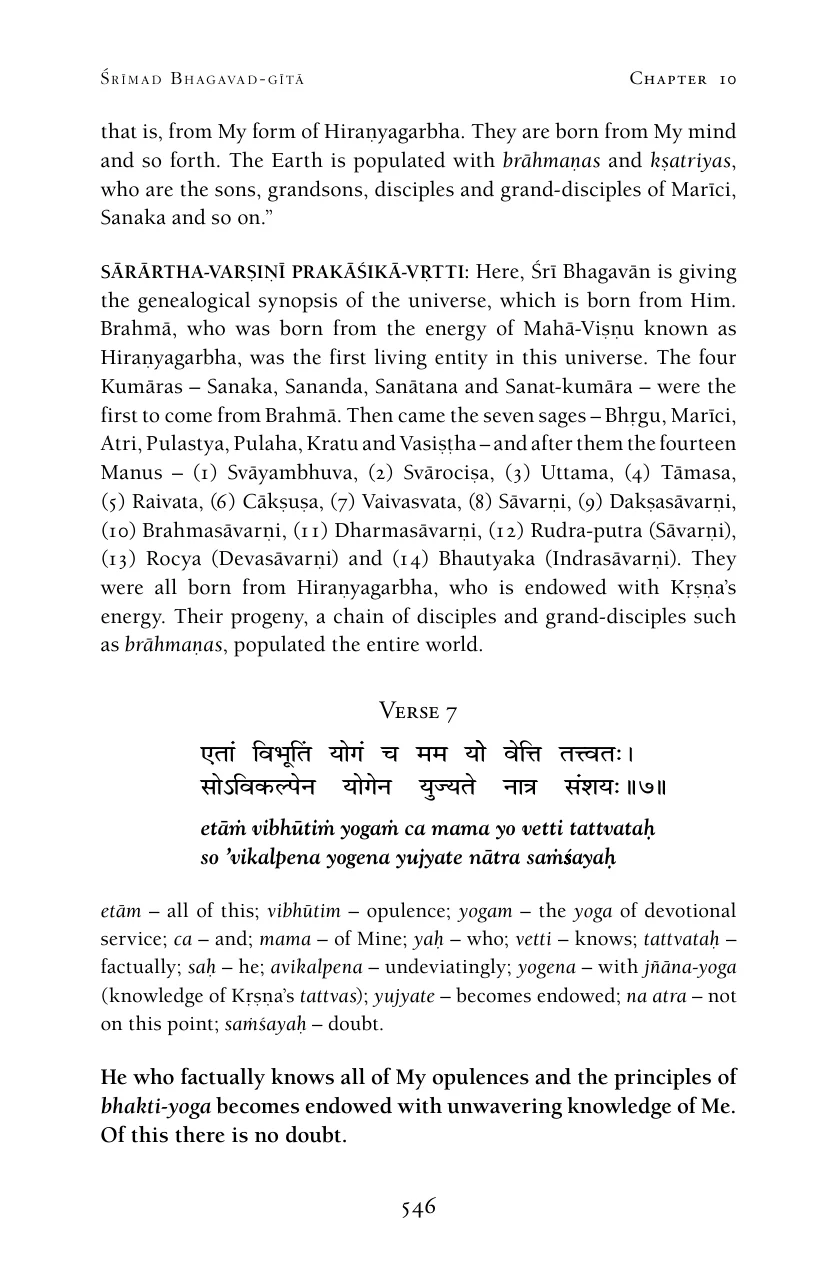 Śrīmad Bhagavad-gītā Chapter 10
that is, from My form of Hiraṇyagarbha. They are born from My mind
and so forth. The Earth is populated with brāhmaṇas and kṣatriyas,
who are the sons, grandsons, disciples and grand-disciples of Marīci,
Sanaka and so on.”
SĀRĀRTHA-VARṢIṆĪ PRAKĀŚIKĀ-VṚTTI: Here, Śrī Bhagavān is giving
the genealogical synopsis of the universe, which is born from Him.
Brahmā, who was born from the energy of Mahā-Viṣṇu known as
Hiraṇyagarbha, was the first living entity in this universe. The four
Kumāras – Sanaka, Sananda, Sanātana and Sanat-kumāra – were the
first to come from Brahmā. Then came the seven sages – Bhṛgu, Marīci,
Atri, Pulastya, Pulaha, Kratu and Vasiṣṭha – and after them the fourteen
Manus – (1) Svāyambhuva, (2) Svārociṣa, (3) Uttama, (4) Tāmasa,
(5) Raivata, (6) Cākṣuṣa, (7) Vaivasvata, (8) Sāvarṇi, (9) Dakṣasāvarṇi,
(10) Brahmasāvarṇi, (11) Dharmasāvarṇi, (12) Rudra-putra (Sāvarṇi),
(13) Rocya (Devasāvarṇi) and (14) Bhautyaka (Indrasāvarṇi). They
were all born from Hiraṇyagarbha, who is endowed with Kṛṣṇa’s
energy. Their progeny, a chain of disciples and grand-disciples such
as brāhmaṇas, populated the entire world.
Verse 7
एतां विभूतिं योगं च मम यो वेत्ति तत्त्वतः।
सोऽविकल्पेन योगेन युज्यते नात्र संशयः॥७॥
etāṁ vibhūtiṁ yogaṁ ca mama yo vetti tattvataḥ
so ’vikalpena yogena yujyate nātra saṁśayaḥ
etām – all of this; vibhūtim – opulence; yogam – the yoga of devotional
service; ca – and; mama – of Mine; yaḥ – who; vetti – knows; tattvataḥ –
factually; saḥ – he; avikalpena – undeviatingly; yogena – with jñāna-yoga
(knowledge of Kṛṣṇa’s tattvas); yujyate – becomes endowed; na atra – not
on this point; saṁśayaḥ – doubt.
He who factually knows all of My opulences and the principles of
bhakti-yoga becomes endowed with unwavering knowledge of Me.
Of this there is no doubt.
546